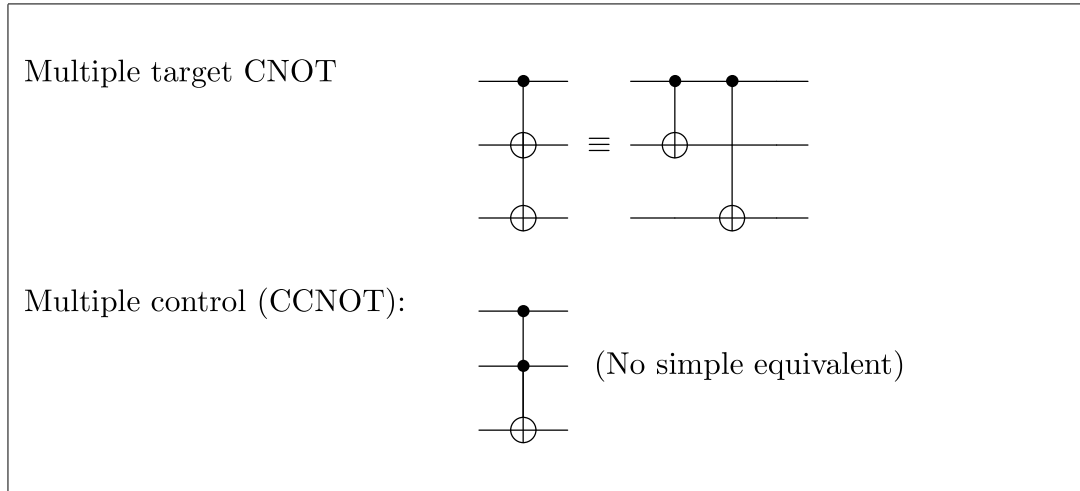 Multiple target CNOT
≡
Multiple control (CCNOT):
(No simple equivalent)